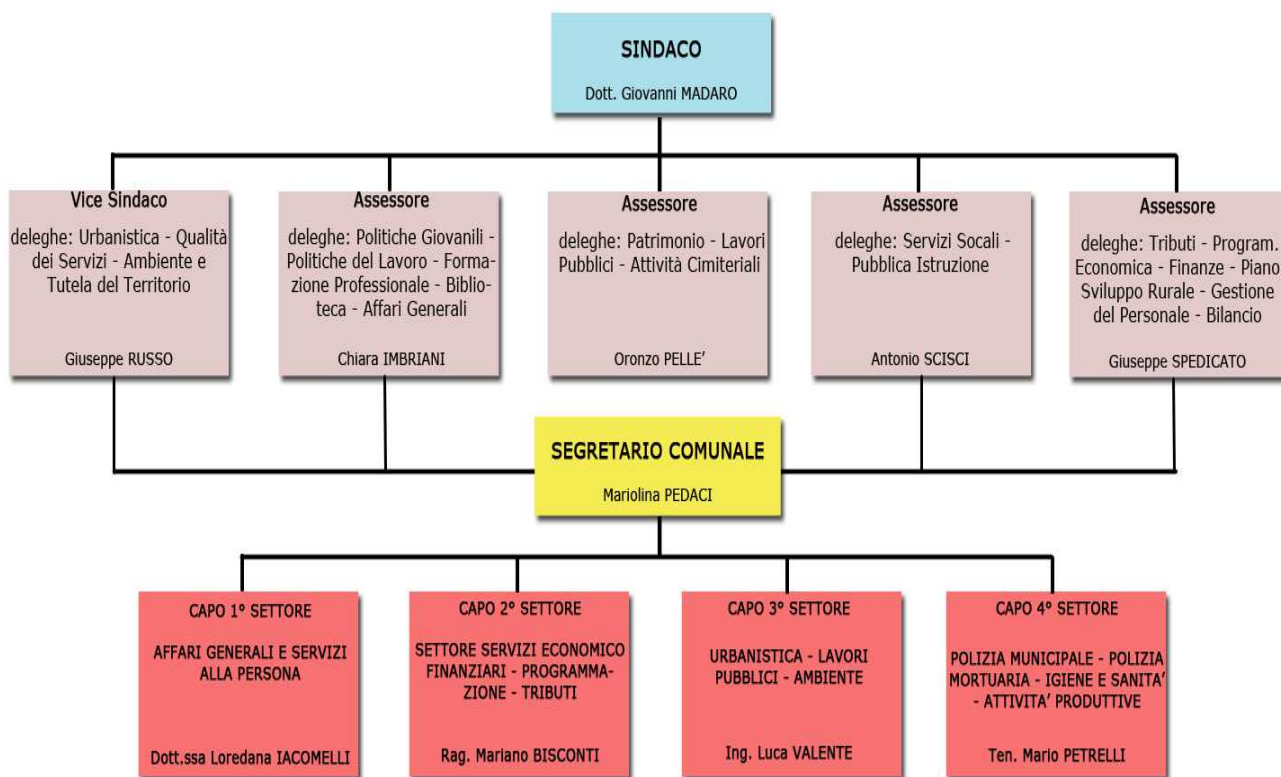 SINDACO
Dott. Giovanni MADARO
Vice Sindaco
deleghe: Urbanistica - Qualità
dei Servizi - Ambiente e
Tutela del Territorio
Giuseppe RUSSO
Assessore
deleghe: Politiche Giovanili -
Politiche del Lavoro - Forma-
zione Professionale - Biblio-
teca - Affari Generali
Chiara IMBRIANI
Assessore
deleghe: Patrimonio - Lavori
Pubblici - Attività Cimiteriali
Oronzo PELLE’
Assessore
deleghe: Servizi Socali -
Pubblica Istruzione
Antonio SCISCI
Assessore
deleghe: Tributi - Program.
Economica - Finanze - Piano
Sviluppo Rurale - Gestione
del Personale - Bilancio
Giuseppe SPEDICATO
SEGRETARIO COMUNALE
Mariolina PEDACI
CAPO 1° SETTORE
AFFARI GENERALI E SERVIZI
ALLA PERSONA
Dott.ssa Loredana IACOMELLI
CAPO 2° SETTORE
SETTORE SERVIZI ECONOMICO
FINANZIARI - PROGRAMMA-
ZIONE - TRIBUTI
Rag. Mariano BISCONTI
CAPO 3° SETTORE
URBANISTICA - LAVORI
PUBBLICI - AMBIENTE
Ing. Luca VALENTE
CAPO 4° SETTORE
POLIZIA MUNICIPALE - POLIZIA
MORTUARIA - IGIENE E SANITA’
- ATTIVITA’ PRODUTTIVE
Ten. Mario PETRELLI